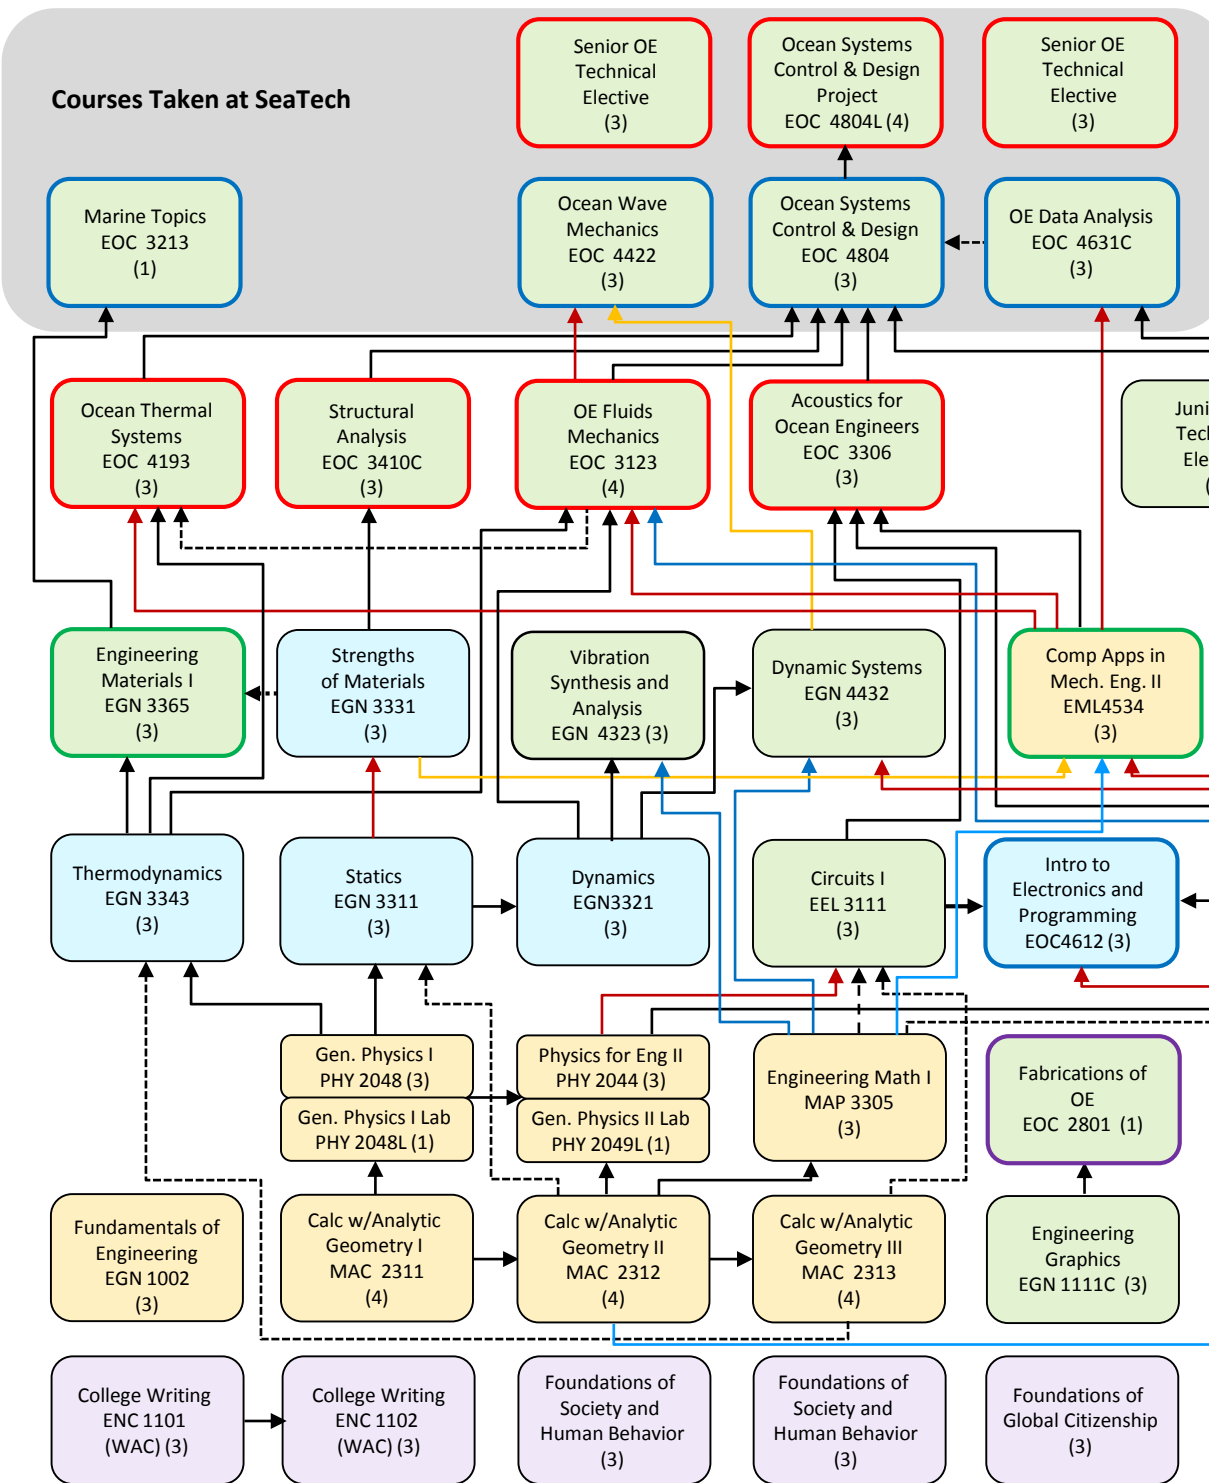 Senior OE
Technical
Elective
(3)
Ocean Systems
Control & Design
Project
EOC 4804L (4)
Senior OE
Technical
Elective
(3)
Courses Taken at SeaTech
Marine Topics
EOC 3213
(1)
Ocean Wave
Mechanics
EOC 4422
(3)
Ocean Systems
Control & Design
EOC 4804
(3)
OE Data Analysis
EOC 4631C
(3)
Ocean Thermal
Systems
EOC 4193
(3)
Structural
Analysis
EOC 3410C
(3)
OE Fluids
Mechanics
EOC 3123
(4)
Acoustics for
Ocean Engineers
EOC 3306
(3)
Juni
Tech
Ele
(
Engineering
Materials I
EGN 3365
(3)
Strengths
of Materials
EGN 3331
(3)
Vibration
Synthesis and
Analysis
EGN 4323 (3)
Dynamic Systems
EGN 4432
(3)
Comp Apps in
Mech. Eng. II
EML4534
(3)
Thermodynamics
EGN 3343
(3)
Statics
EGN 3311
(3)
Dynamics
EGN3321
(3)
Circuits I
EEL 3111
(3)
Intro to
Electronics and
Programming
EOC4612 (3)
Gen. Physics I
PHY 2048 (3)
Gen. Physics I Lab
PHY 2048L (1)
Physics for Eng II
PHY 2044 (3)
Gen. Physics II Lab
PHY 2049L (1)
Engineering Math I
MAP 3305
(3)
Fabrications of
OE
EOC 2801 (1)
Fundamentals of
Engineering
EGN 1002
(3)
Calc w/Analytic
Geometry I
MAC 2311
(4)
Calc w/Analytic
Geometry II
MAC 2312
(4)
Calc w/Analytic
Geometry III
MAC 2313
(4)
Engineering
Graphics
EGN 1111C (3)
College Writing
ENC 1101
(WAC) (3)
College Writing
ENC 1102
(WAC) (3)
Foundations of
Society and
Human Behavior
(3)
Foundations of
Society and
Human Behavior
(3)
Foundations of
Global Citizenship
(3)